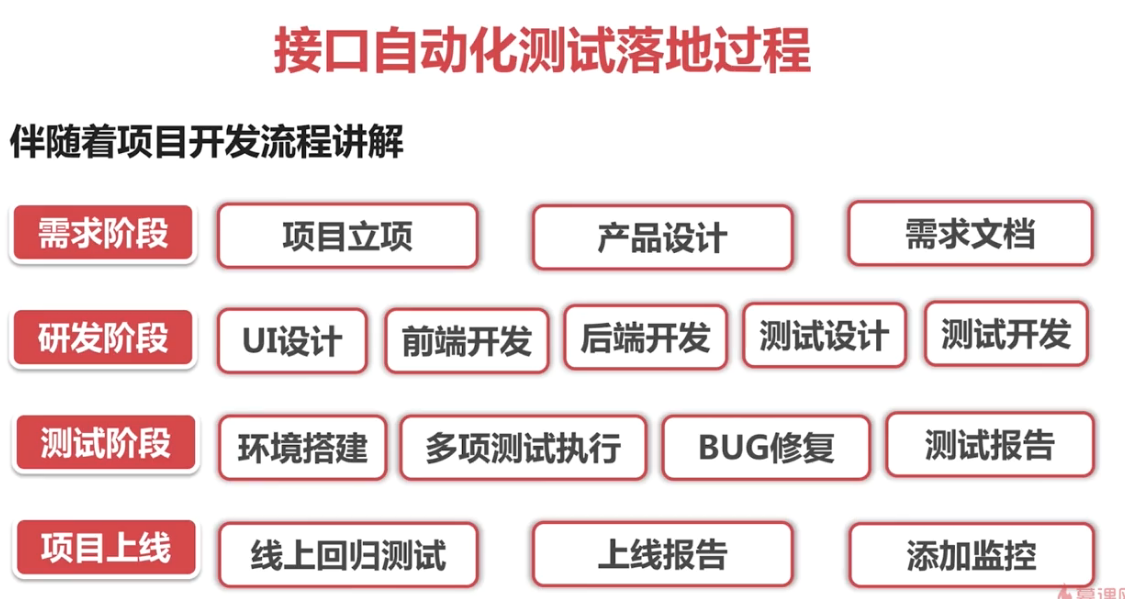 接口自动化测试落地过程
伴随着项目开发流程讲解
需求阶段 项目立项 产品设计 需求文档
研发阶段 UI设计 前端开发 后端开发 测试设计 测试开发
测试阶段 环境搭建 多项测试执行 BUG修复 测试报告
项目上线 线上回归测试 上线报告 添加监控